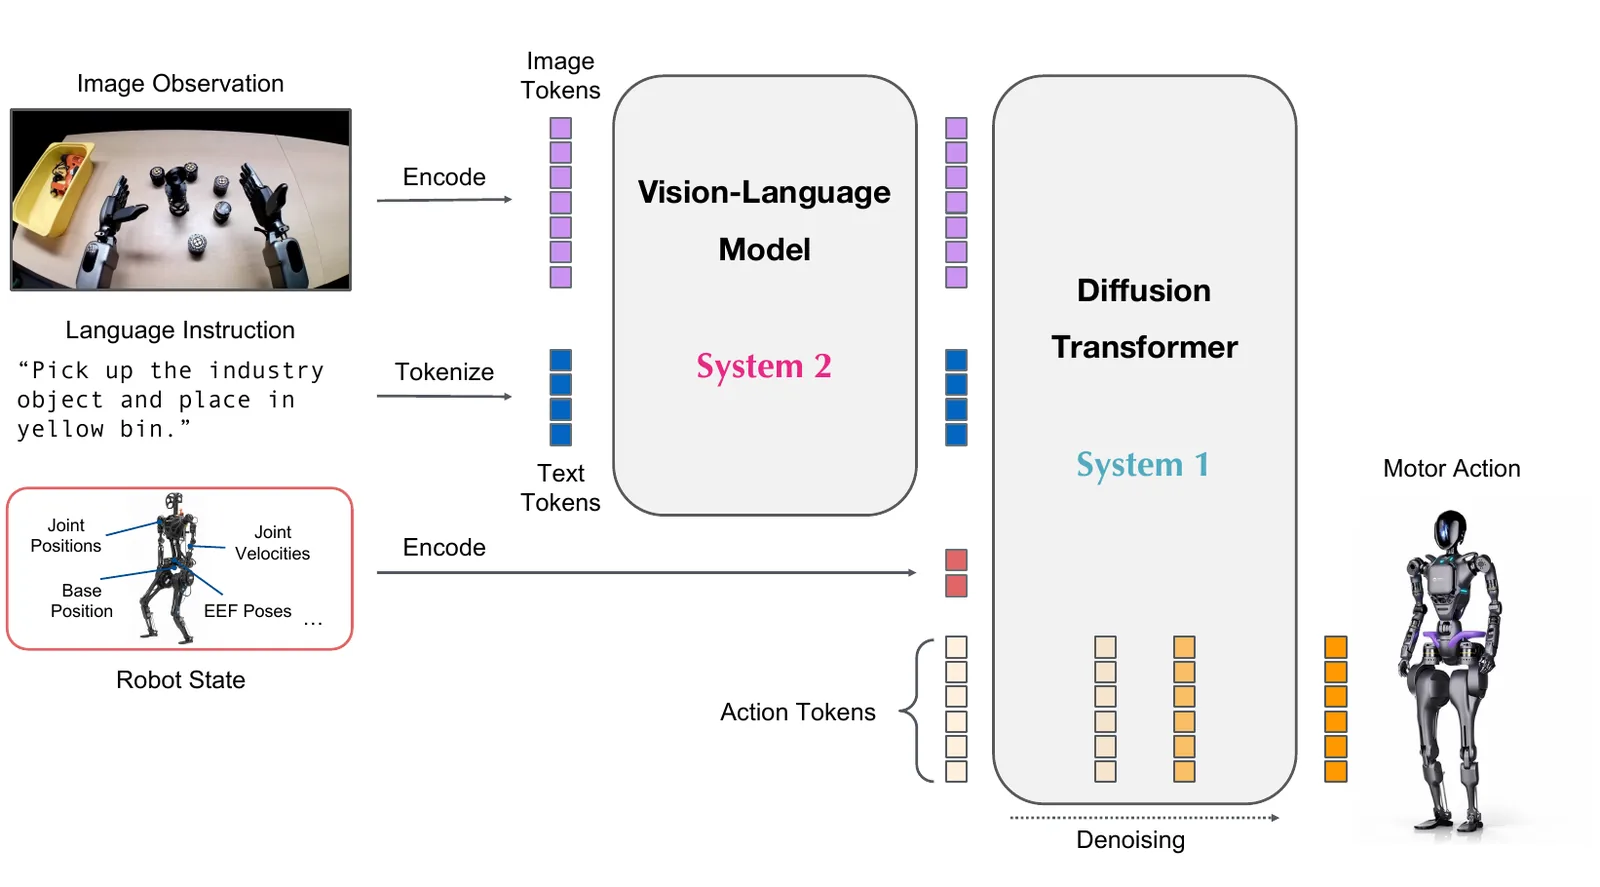 Image Observation
Encode
Image
Tokens
Language Instruction
“Pick up the industry
object and place in
yellow bin.”
Tokenize
Text
Tokens
Vision-Language
Model
System 2
Joint
Positions
Joint
Velocities
Base
Position
EEF Poses ...
Robot State
Encode
Action Tokens
Diffusion
Transformer
System 1
Denoising
Motor Action